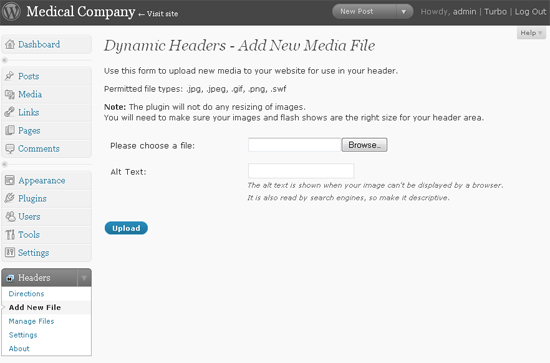 Medical Company ← Visit site
New Post
Howdy, admin | Turbo | Log Out
Help
Dashboard
Posts
Media
Links
Pages
Comments
Appearance
Plugins
Users
Tools
Settings
Headers
Directions
Add New File
Manage Files
Settings
About
Dynamic Headers - Add New Media File
Use this form to upload new media to your website for use in your header.
Permitted file types: .jpg, .jpeg, .gif, .png, .swf
Note: The plugin will not do any resizing of images.
You will need to make sure your images and flash shows are the right size for your header area.
Please choose a file:
Browse..
Alt Text:
The alt text is shown when your image can't be displayed by a browser.
It is also read by search engines, so make it descriptive.
Upload